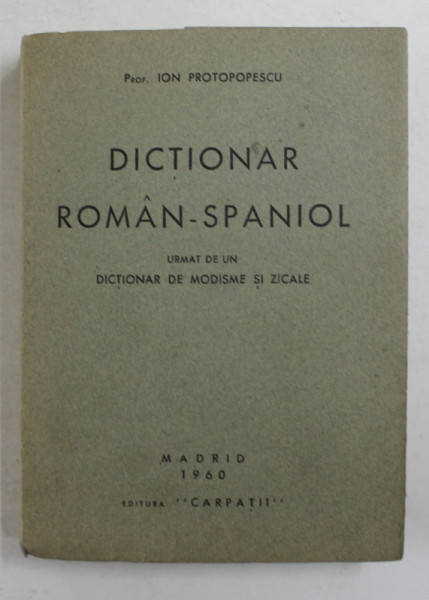 Prof. ION PROTOPOPESCU
DICȚIONAR
ROMÂN-SPANIOL
URMAT DE UN
DICȚIONAR DE MODISME ȘI ZICALE
MADRID
1960
EDITURA "CARPAȚII"